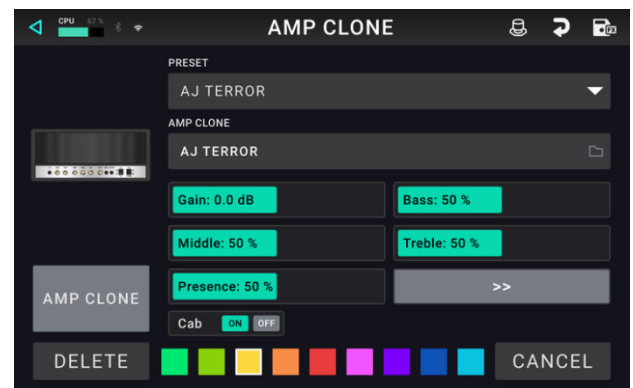 CPU 67 %
AMP CLONE
FX
PRESET
AJ TERROR
AMP CLONE
AJ TERROR
Gain: 0.0 dB
Bass: 50 %
Middle: 50 %
Treble: 50 %
Presence: 50 %
>>
AMP CLONE
Cab ON OFF
DELETE
CANCEL